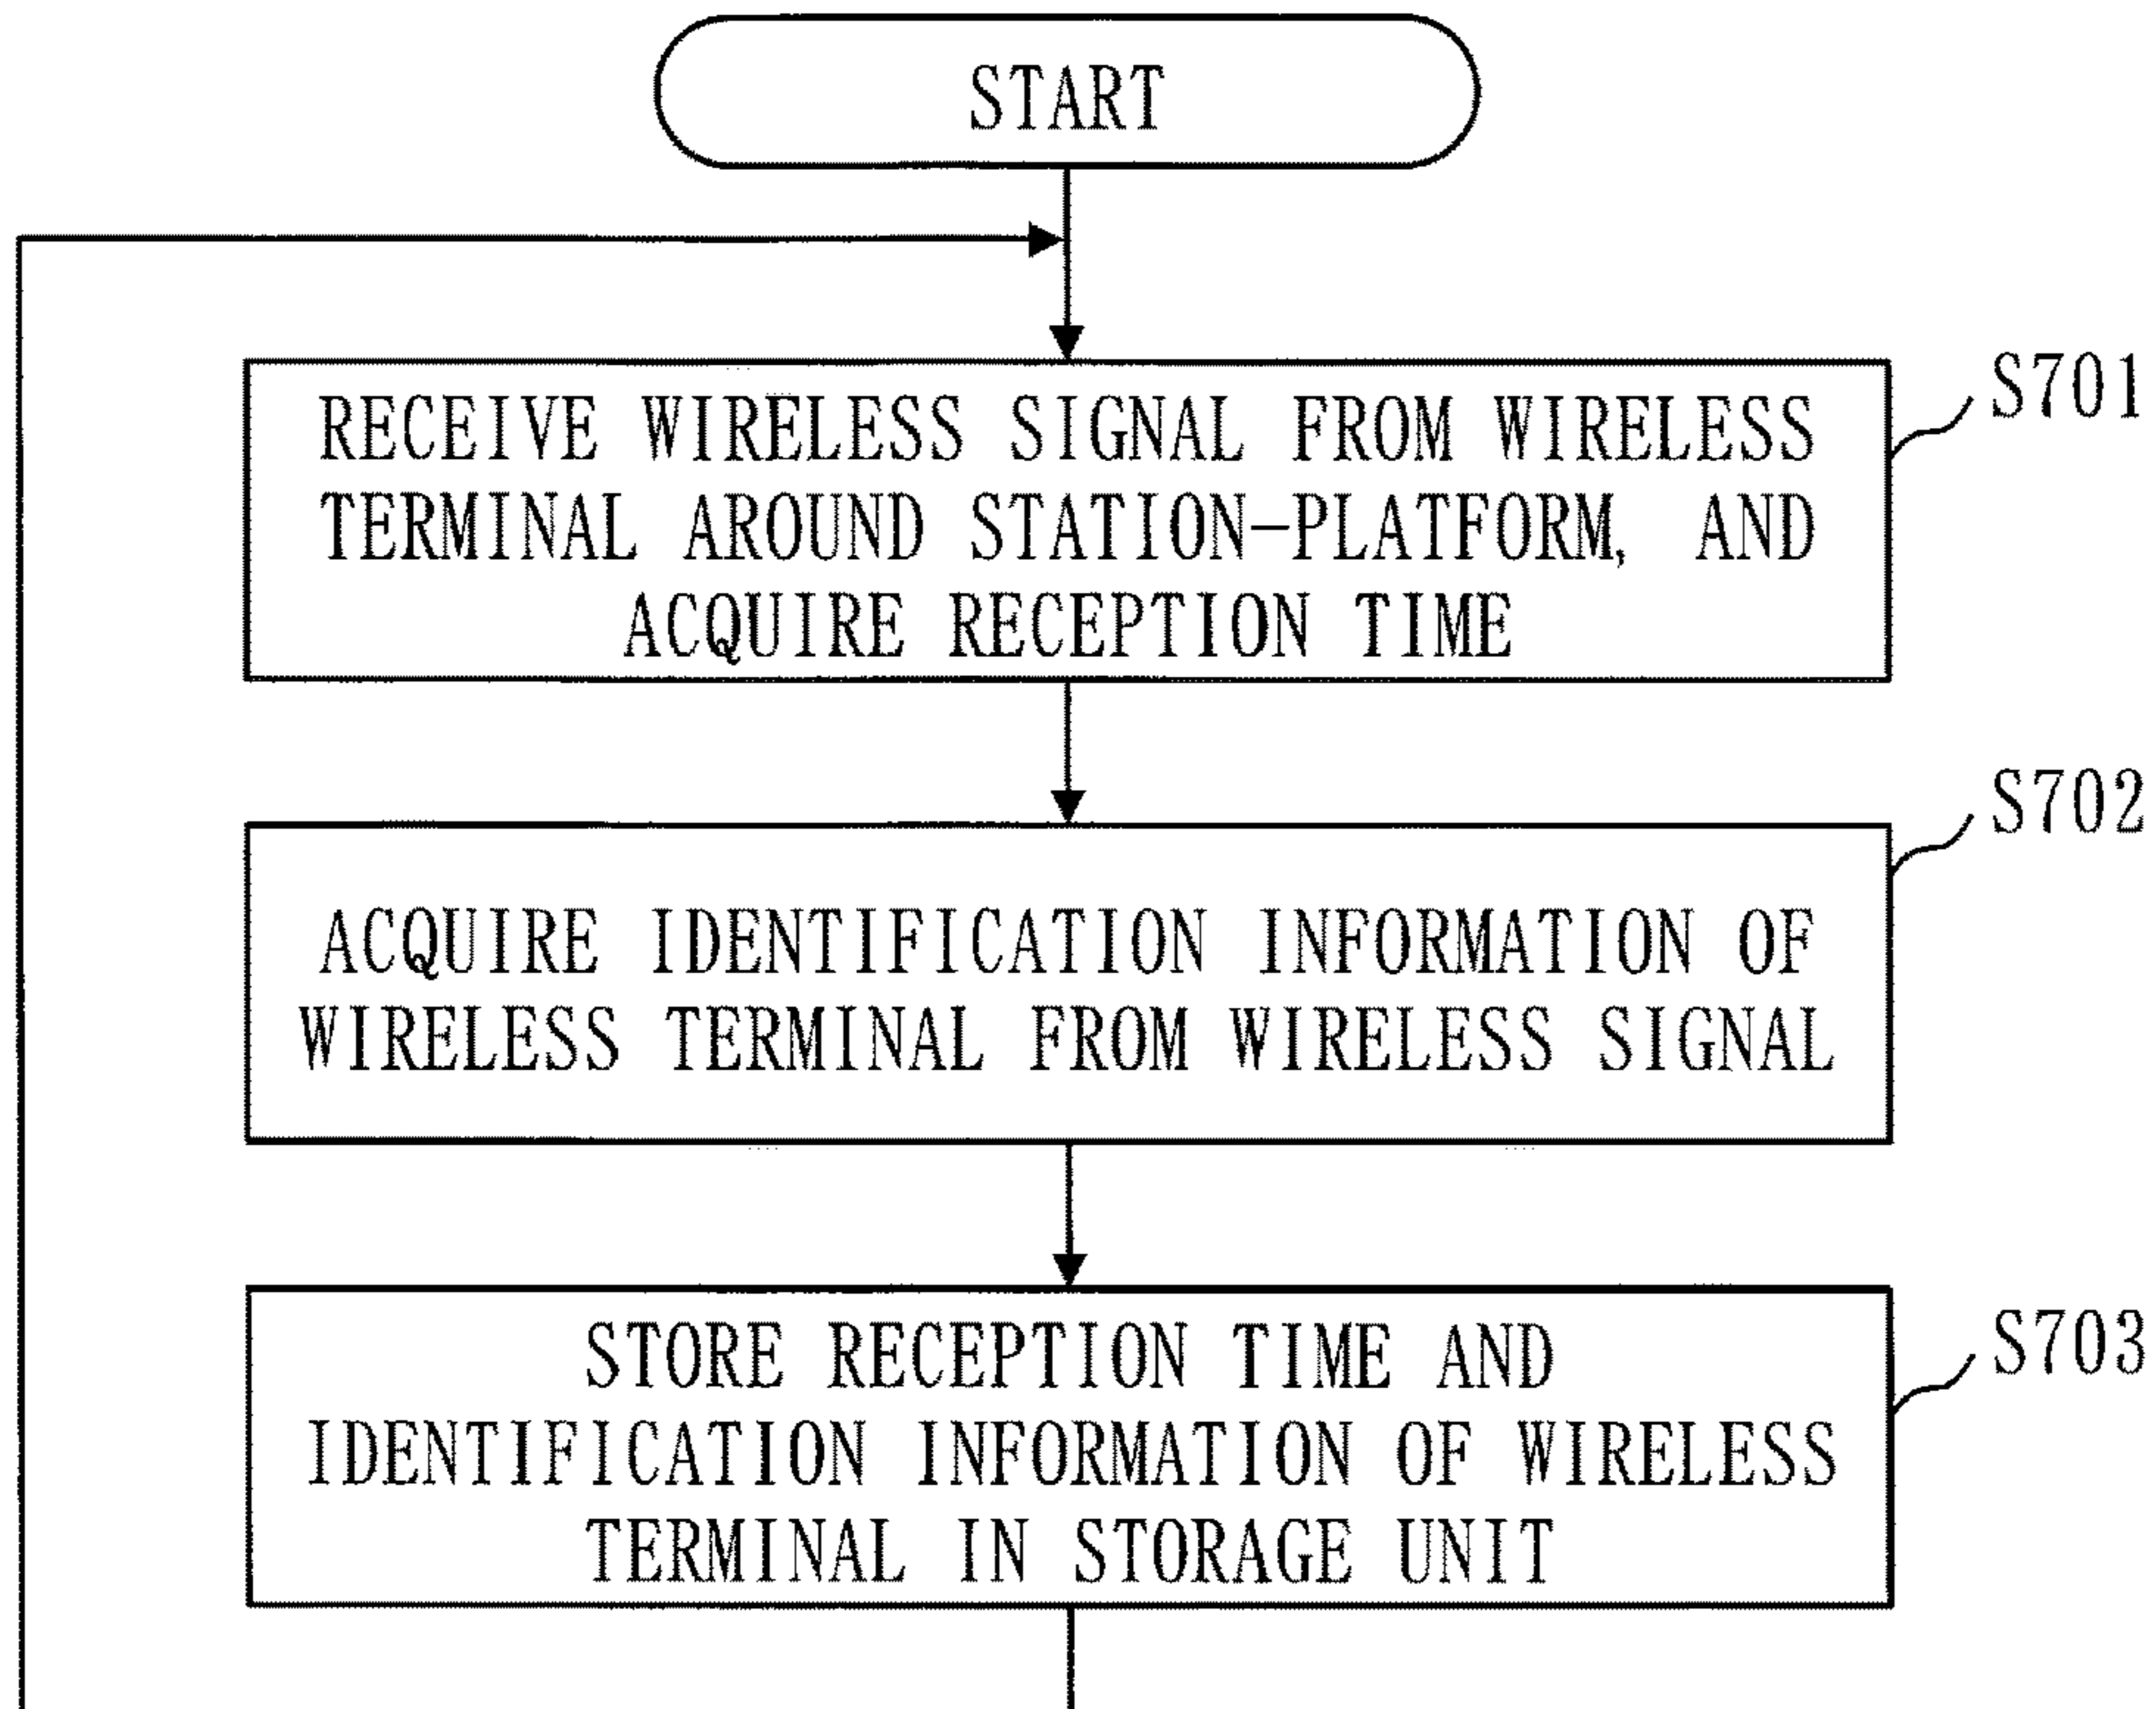 START
RECEIVE WIRELESS SIGNAL FROM WIRELESS
TERMINAL AROUND STATION-PLATFORM, AND
ACQUIRE RECEPTION TIME
S701
ACQUIRE IDENTIFICATION INFORMATION OF
WIRELESS TERMINAL FROM WIRELESS SIGNAL
S702
STORE RECEPTION TIME AND
IDENTIFICATION INFORMATION OF WIRELESS
TERMINAL IN STORAGE UNIT
S703